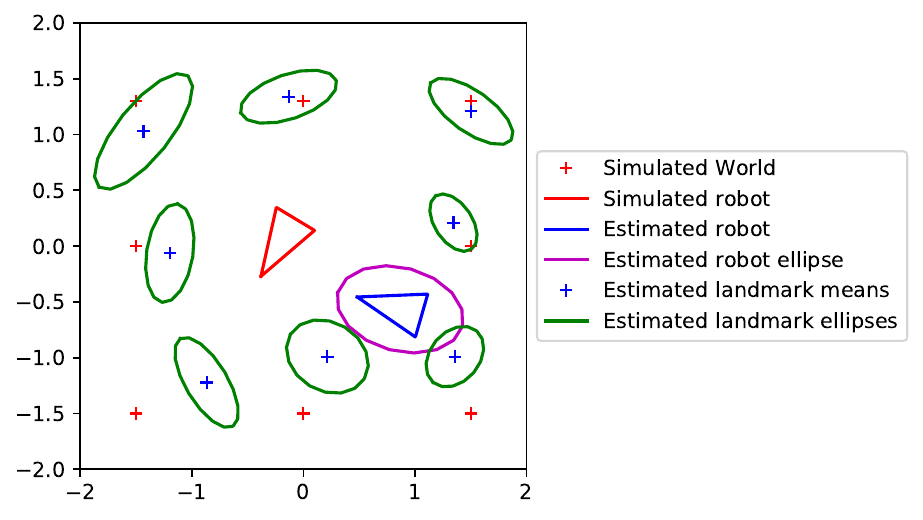 2.0
1.5
1.0
0.5
0.0
−0.5
−1.0
−1.5
−2.0
−2 −1 0 1 2
Simulated World
Simulated robot
Estimated robot
Estimated robot ellipse
Estimated landmark means
Estimated landmark ellipses